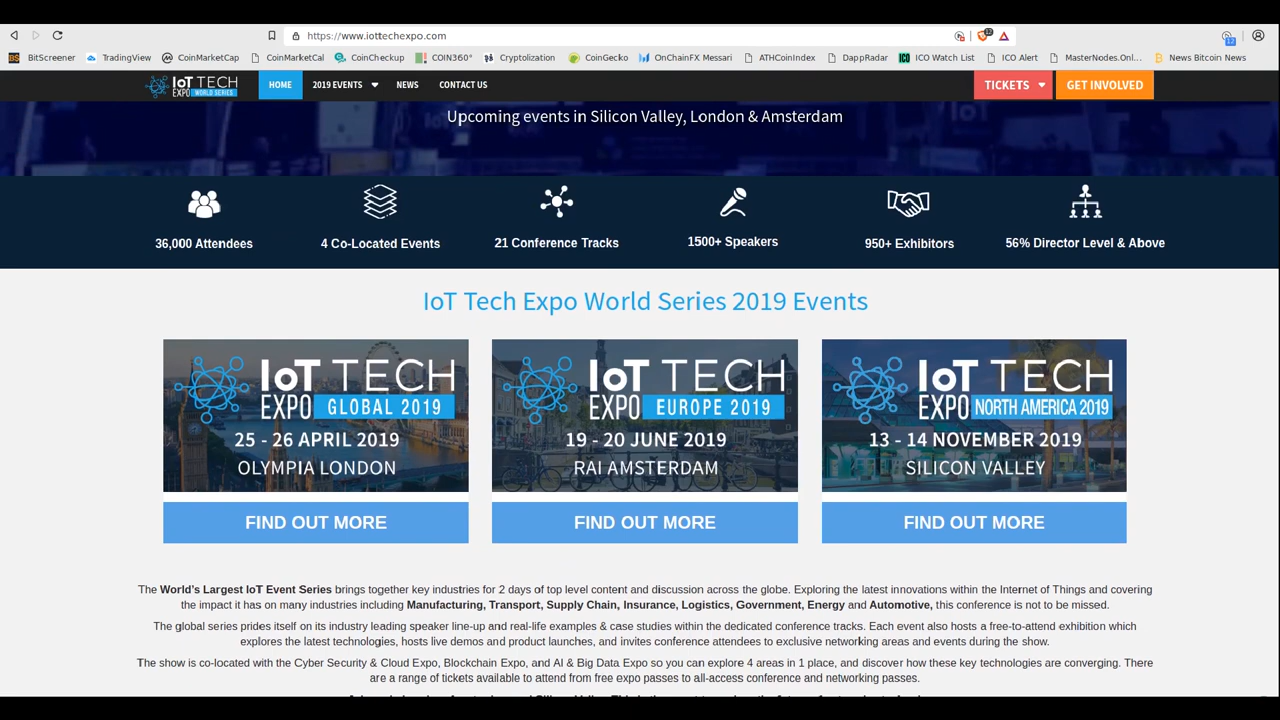 https://www.iottechexpo.com
12
12
BitScreener TradingView CoinMarketCap CoinMarketCal CoinCheckup COIN360° Cryptolization CoinGecko OnChainFX Messari ATHCoinIndex DappRadar ICO ICO Watch List ICO Alert MasterNodes.Onl... News Bitcoin News
IoT TECH EXPO WORLD SERIES HOME 2019 EVENTS NEWS CONTACT US TICKETS GET INVOLVED
Upcoming events in Silicon Valley, London & Amsterdam
36,000 Attendees 4 Co-Located Events 21 Conference Tracks 1500+ Speakers 950+ Exhibitors 56% Director Level & Above
IoT Tech Expo World Series 2019 Events
IoT TECH
EXPO GLOBAL 2019
25 - 26 APRIL 2019
OLYMPIA LONDON
FIND OUT MORE
IoT TECH
EXPO EUROPE 2019
19 - 20 JUNE 2019
RAI AMSTERDAM
FIND OUT MORE
IoT TECH
EXPO NORTH AMERICA 2019
13 - 14 NOVEMBER 2019
SILICON VALLEY
FIND OUT MORE
The World's Largest IoT Event Series brings together key industries for 2 days of top level content and discussion across the globe. Exploring the latest innovations within the Internet of Things and covering
the impact it has on many industries including Manufacturing, Transport, Supply Chain, Insurance, Logistics, Government, Energy and Automotive, this conference is not to be missed.
The global series prides itself on its industry leading speaker line-up and real-life examples & case studies within the dedicated conference tracks. Each event also hosts a free-to-attend exhibition which
explores the latest technologies, hosts live demos and product launches, and invites conference attendees to exclusive networking areas and events during the show.
The show is co-located with the Cyber Security & Cloud Expo, Blockchain Expo, and AI & Big Data Expo so you can explore 4 areas in 1 place, and discover how these key technologies are converging. There
are a range of tickets available to attend from free expo passes to all-access conference and networking passes.